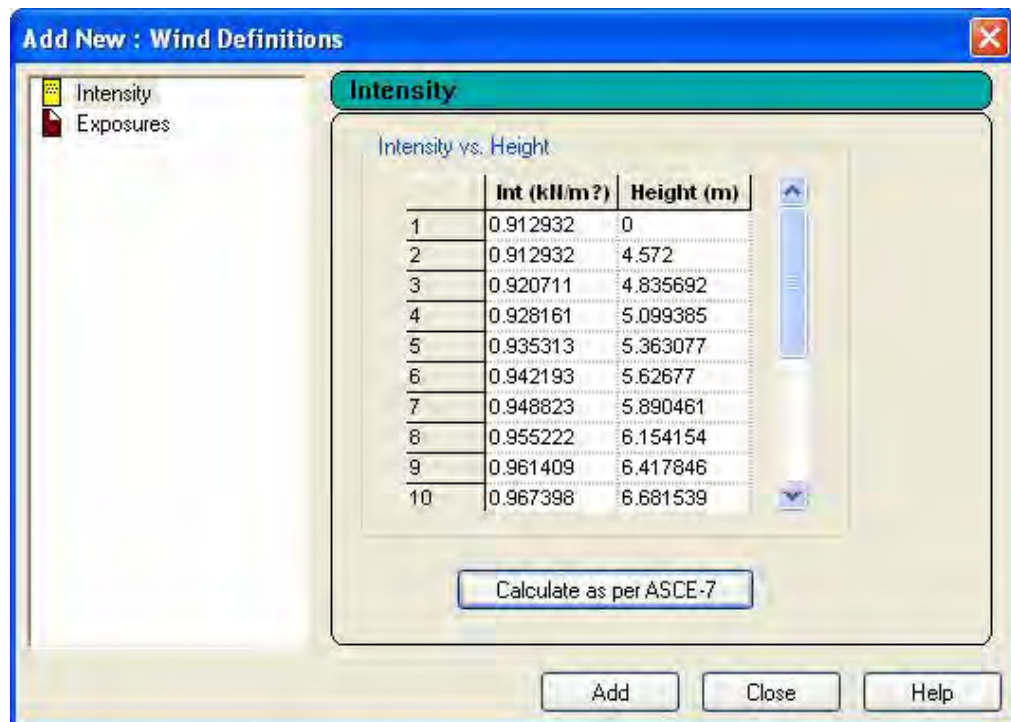 Add New : Wind Definitions
Intensity
Exposures
Intensity
Intensity vs. Height
Int (kN/m?) Height (m)
1 0.912932 0
2 0.912932 4.572
3 0.920711 4.835692
4 0.928161 5.099385
5 0.935313 5.363077
6 0.942193 5.62677
7 0.948823 5.890461
8 0.955222 6.154154
9 0.961409 6.417846
10 0.967398 6.681539
Calculate as per ASCE-7
Add Close Help